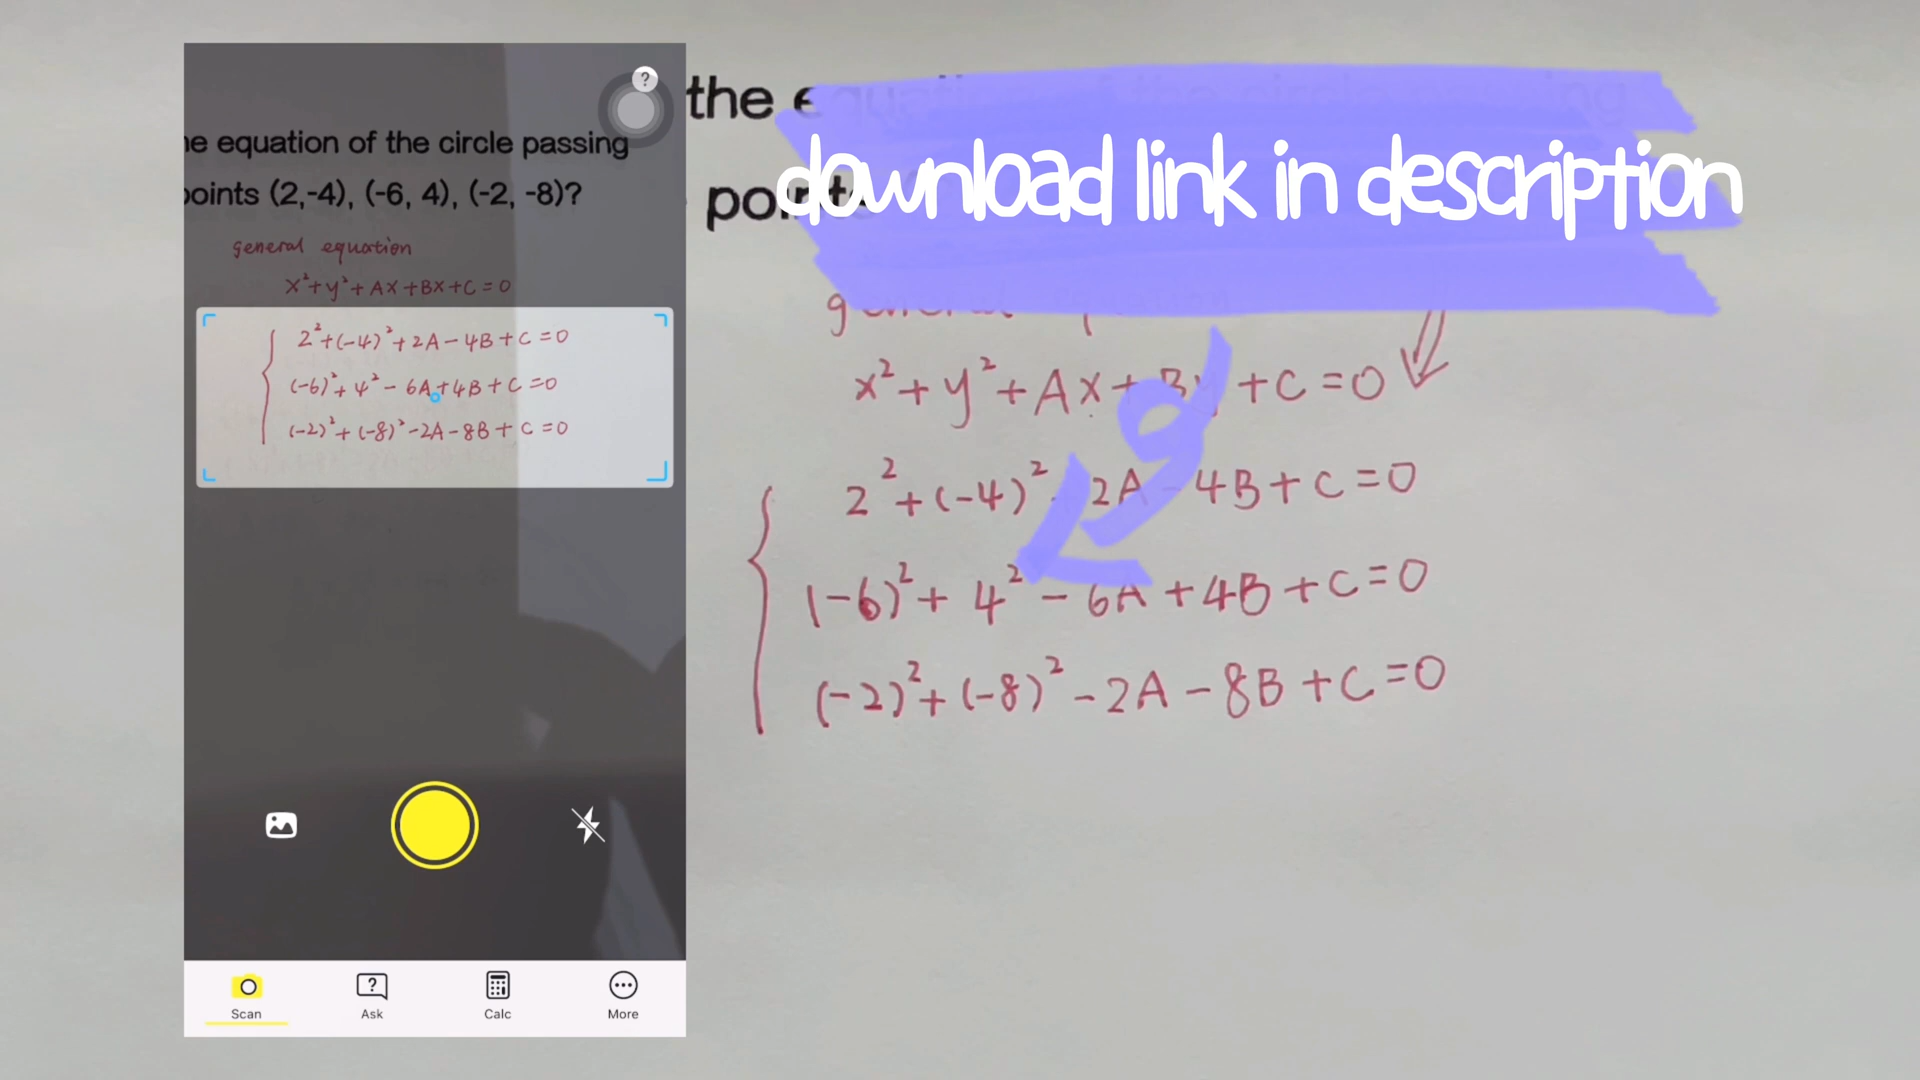 ?
he equation of the circle passing
points (2,-4), (-6, 4), (-2, -8)?
general equation
x²+y²+Ax+Bx+C=0
2²+(-4)²+2A-4B+C=0
(-6)²+4²-6A+4B+C=0
(-2)²+(-8)²-2A-8B+C=0
Scan
Ask
Calc
More
the e
download link in description
x²+y²+Ax+By+C=0
2²+(-4)² 2A-4B+C=0
(-6)²+4²-6A+4B+C=0
(-2)²+(-8)²-2A-8B+C=0